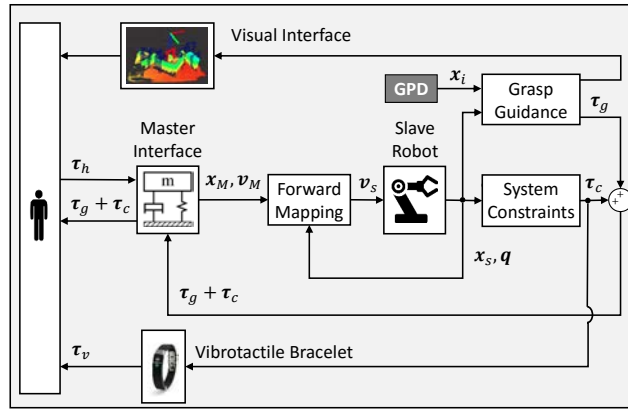 Visual Interface
GPD
𝒙ᵢ
Grasp
Guidance
𝝉_g
Master
Interface
Slave
Robot
𝝉_h
m
𝒙_M, 𝒗_M
Forward
Mapping
𝒗_s
System
Constraints
𝝉_c
𝝉_g + 𝝉_c
+
+
𝒙_s, 𝒒
𝝉_g + 𝝉_c
𝝉_v
Vibrotactile Bracelet